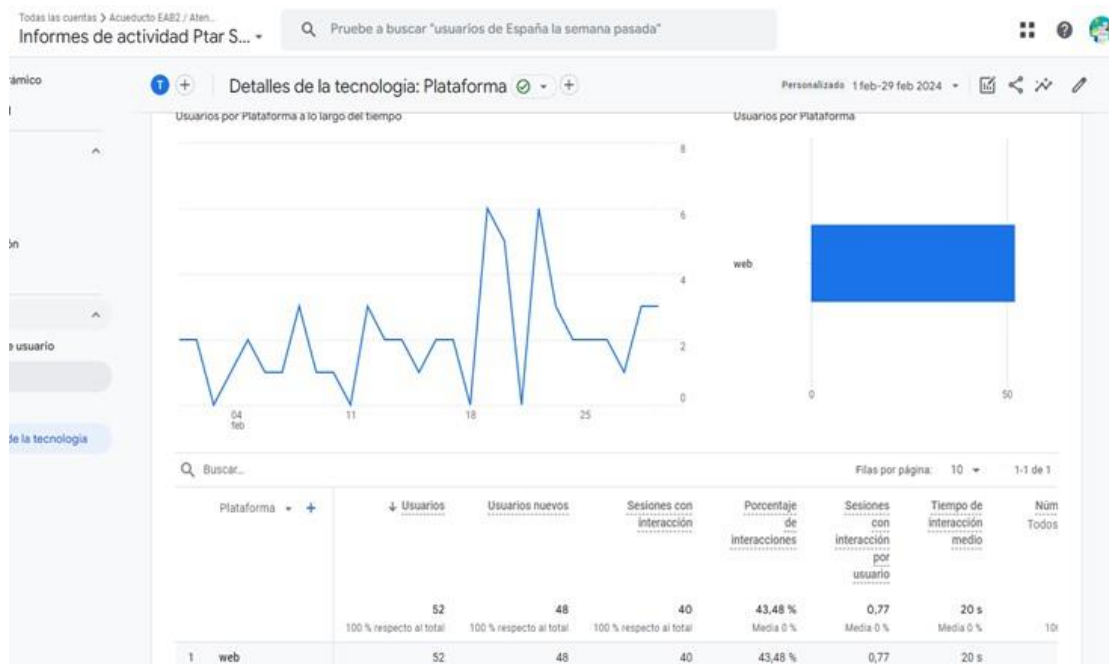 Todas las cuentas > Acueducto EAB2 / Aten...
Informes de actividad Ptar S...
Pruebe a buscar "usuarios de España la semana pasada"
ámico
T
Detalles de la tecnología: Plataforma
Personalizado 1 feb-29 feb 2024
Usuarios por Plataforma a lo largo del tiempo
Usuarios por Plataforma
8
6
4
2
0
04
feb
11
18
25
web
0
50
ón
e usuario
de la tecnología
Buscar...
Filas por página: 10
1-1 de 1
Plataforma +
↓ Usuarios
Usuarios nuevos
Sesiones con
interacción
Porcentaje
de
interacciones
Sesiones
con
interacción
por
usuario
Tiempo de
interacción
medio
Núm
Todos
52 48 40 43,48 % 0,77 20 s
100 % respecto al total 100 % respecto al total 100 % respecto al total Media 0 % Media 0 % Media 0 %
1 web 52 48 40 43,48 % 0,77 20 s